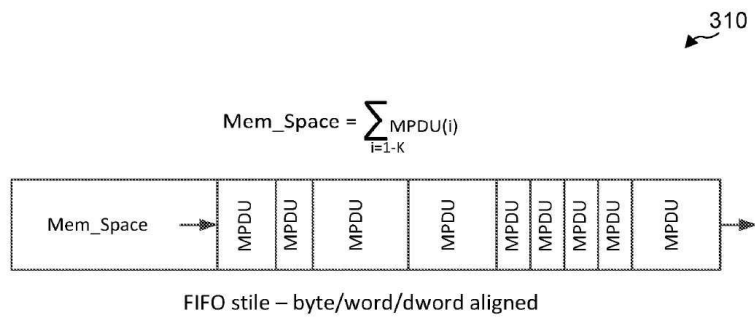 310
Mem_Space = ∑ MPDU(i)
i=1-K
Mem_Space MPDU MPDU MPDU MPDU MPDU MPDU MPDU MPDU MPDU
FIFO stile – byte/word/dword aligned